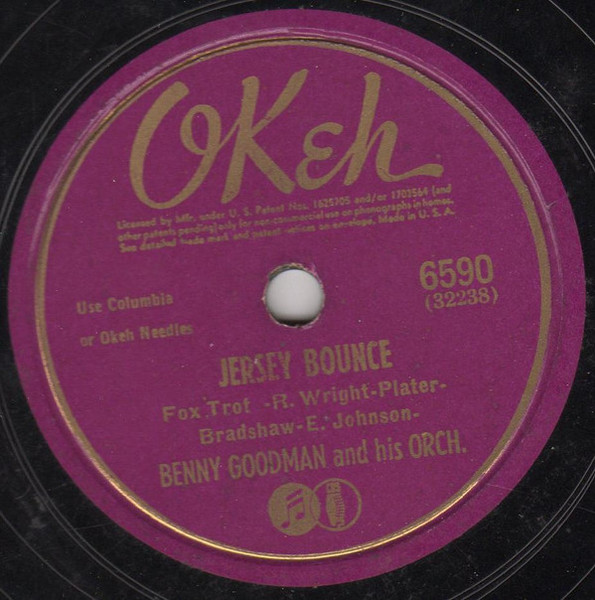 OKeh
Licensed by Mfr. under U. S. Patent Nos. 1625705 and/or 1702564 (and
other patents pending) only for non-commercial use on phonographs in homes.
See detailed trade mark and patent notices on envelope. Made in U. S. A.
6590
(32238)
Use Columbia
or Okeh Needles
JERSEY BOUNCE
Fox Trot -R. Wright-Plater-
Bradshaw-E. Johnson-
BENNY GOODMAN and his ORCH.